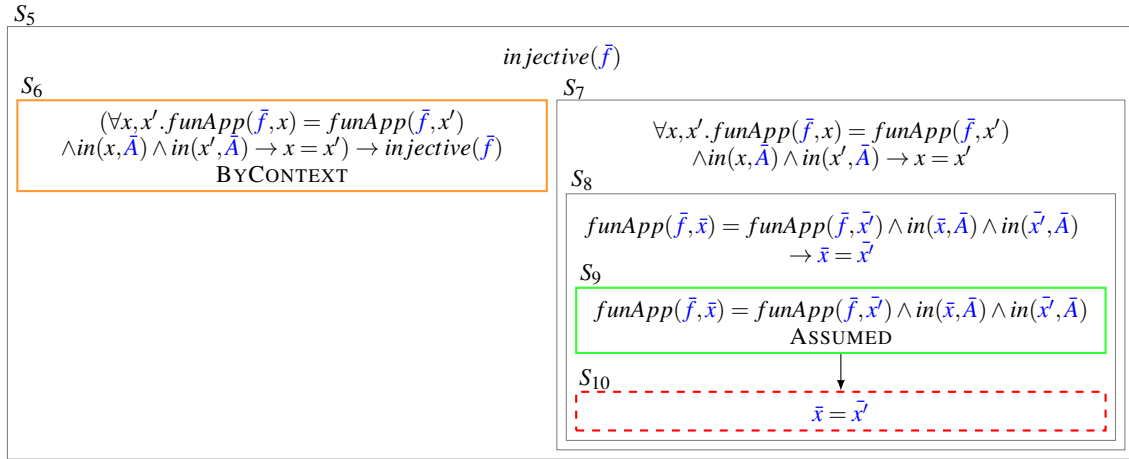 S₅
injective(f̄)
S₆
(∀x,x′.funApp(f̄,x) = funApp(f̄,x′)
∧in(x,Ā)∧in(x′,Ā) → x = x′) → injective(f̄)
BYCONTEXT
S₇
∀x,x′.funApp(f̄,x) = funApp(f̄,x′)
∧in(x,Ā)∧in(x′,Ā) → x = x′
S₈
funApp(f̄,x̄) = funApp(f̄,x̄′)∧in(x̄,Ā)∧in(x̄′,Ā)
→ x̄ = x̄′
S₉
funApp(f̄,x̄) = funApp(f̄,x̄′)∧in(x̄,Ā)∧in(x̄′,Ā)
ASSUMED
S₁₀
x̄ = x̄′